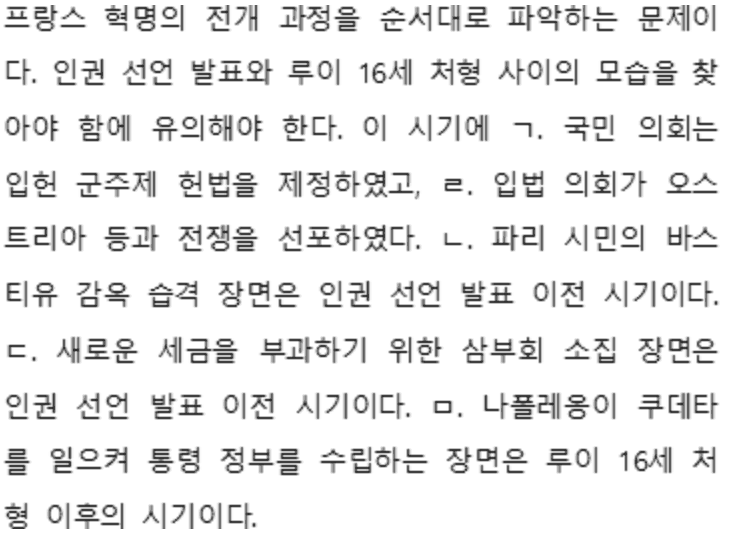 프랑스 혁명의 전개 과정을 순서대로 파악하는 문제이
다. 인권 선언 발표와 루이 16세 처형 사이의 모습을 찾
아야 함에 유의해야 한다. 이 시기에 ㄱ. 국민 의회는
입헌 군주제 헌법을 제정하였고, ㄹ. 입법 의회가 오스
트리아 등과 전쟁을 선포하였다. ㄴ. 파리 시민의 바스
티유 감옥 습격 장면은 인권 선언 발표 이전 시기이다.
ㄷ. 새로운 세금을 부과하기 위한 삼부회 소집 장면은
인권 선언 발표 이전 시기이다. ㅁ. 나폴레옹이 쿠데타
를 일으켜 통령 정부를 수립하는 장면은 루이 16세 처
형 이후의 시기이다.